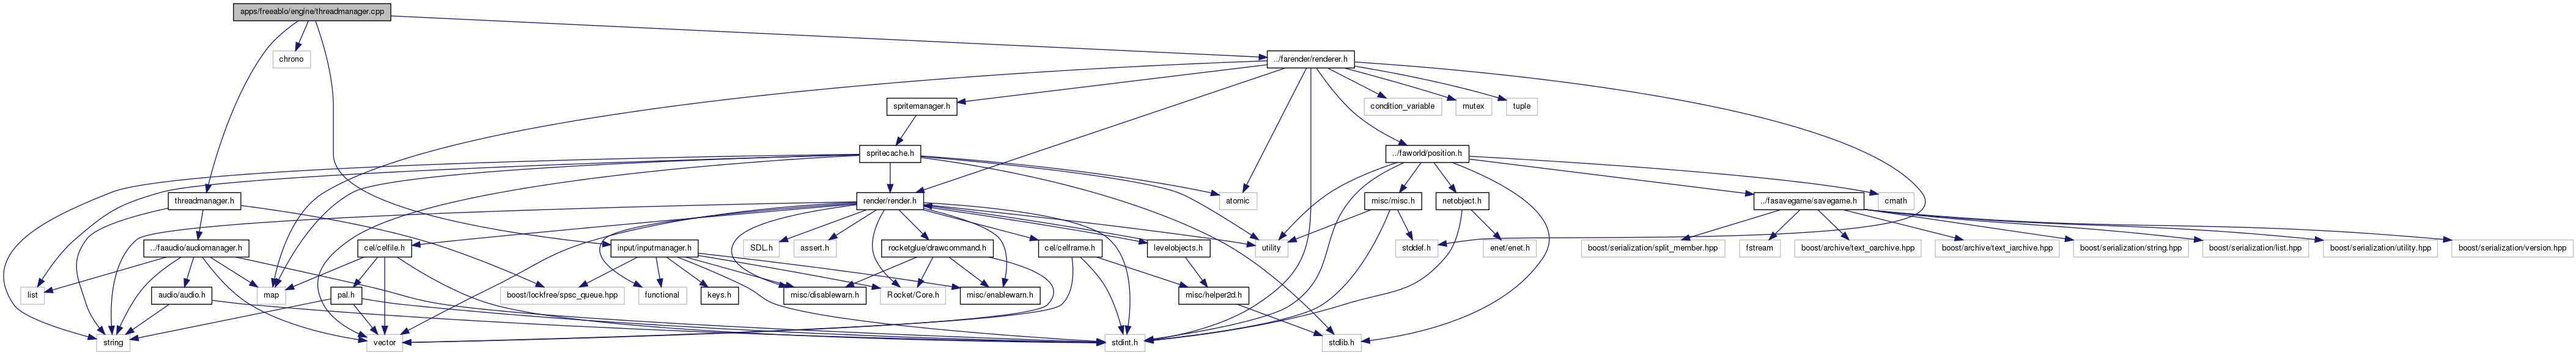 apps/freeablo/engine/threadmanager.cpp
chrono
../farender/renderer.h
spritemanager.h
condition_variable
mutex
tuple
spritecache.h
../faworld/position.h
threadmanager.h
render/render.h
atomic
misc/misc.h
netobject.h
../fasavegame/savegame.h
cmath
../faaudio/audiomanager.h
cel/celfile.h
input/inputmanager.h
SDL.h
assert.h
rocketglue/drawcommand.h
cel/celframe.h
levelobjects.h
utility
stddef.h
enet/enet.h
boost/serialization/split_member.hpp
fstream
boost/archive/text_oarchive.hpp
boost/archive/text_iarchive.hpp
boost/serialization/string.hpp
boost/serialization/list.hpp
boost/serialization/utility.hpp
boost/serialization/version.hpp
list
audio/audio.h
map
pal.h
boost/lockfree/spsc_queue.hpp
functional
keys.h
misc/disablewarn.h
Rocket/Core.h
misc/enablewarn.h
misc/helper2d.h
string
vector
stdint.h
stdlib.h